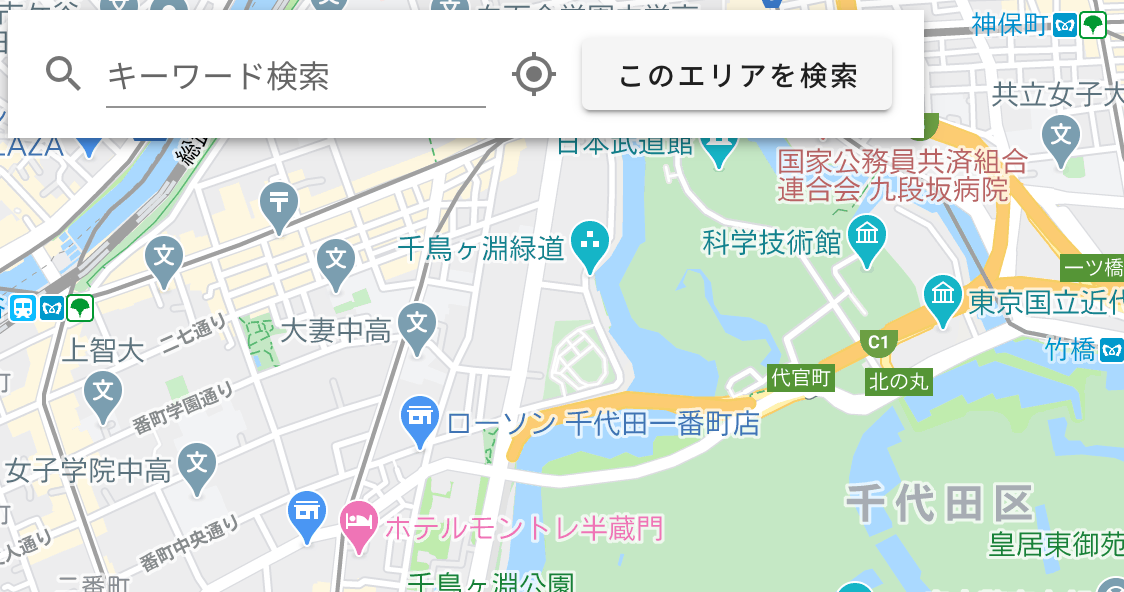 神保町
キーワード検索
このエリアを検索
共立女子大
LAZA
日本武道館
国家公務員共済組合
連合会 九段坂病院
千鳥ヶ淵緑道
科学技術館
一ツ橋
東京国立近代
二七通り
大妻中高
上智大
C1
竹橋
代官町
北の丸
番町学園通り
ローソン 千代田一番町店
女子学院中高
千代田区
番町中央通り
ホテルモントレ半蔵門
皇居東御苑
二番町
千鳥ヶ淵公園